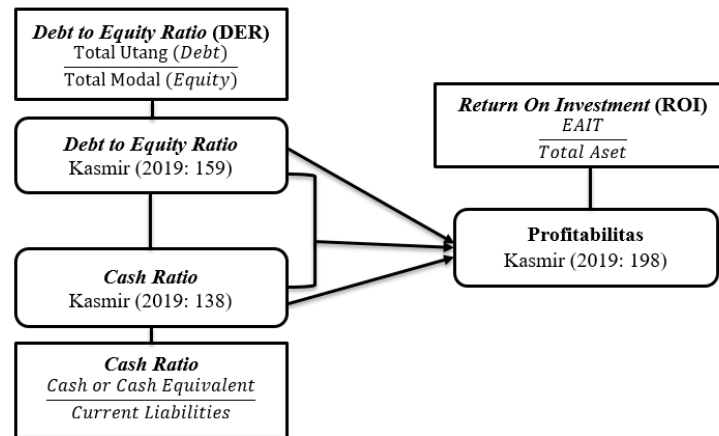 Debt to Equity Ratio (DER)
Total Utang (Debt)
Total Modal (Equity)
Debt to Equity Ratio
Kasmir (2019: 159)
Cash Ratio
Kasmir (2019: 138)
Cash Ratio
Cash or Cash Equivalent
Current Liabilities
Return On Investment (ROI)
EAIT
Total Aset
Profitabilitas
Kasmir (2019: 198)